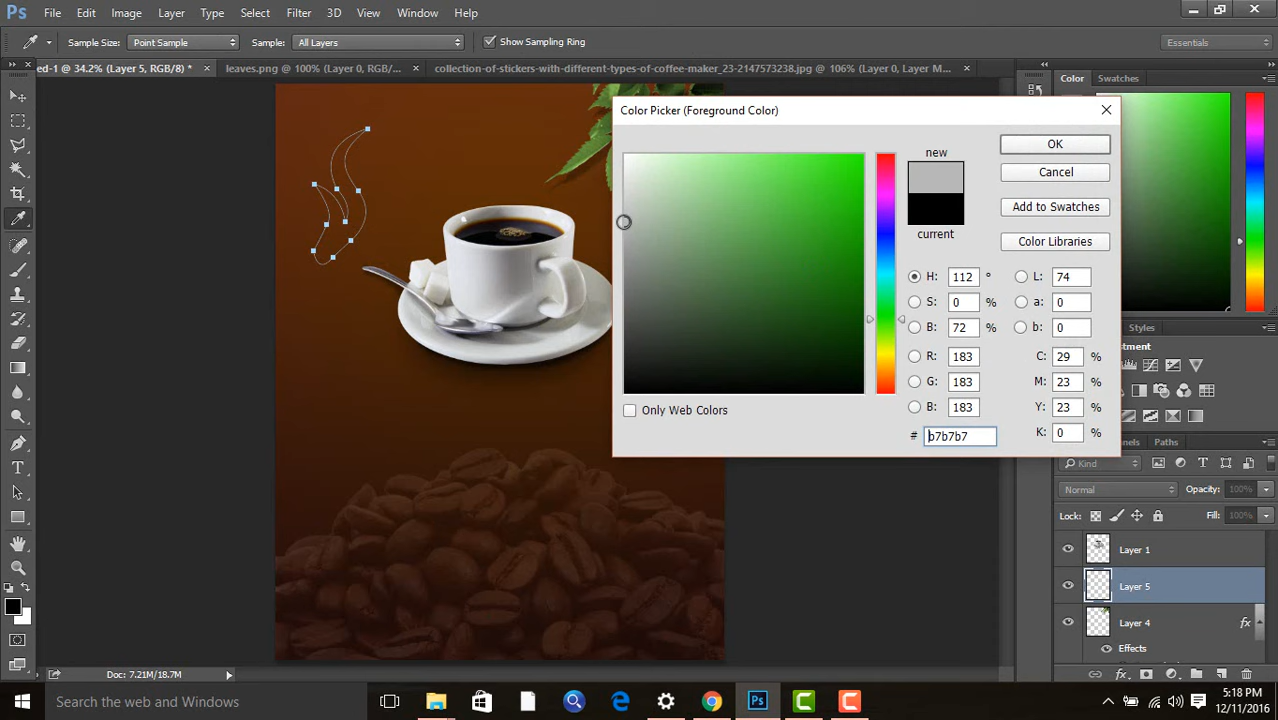 Ps File Edit Image Layer Type Select Filter 3D View Window Help
Sample Size: Point Sample Sample: All Layers Show Sampling Ring Essentials
ed-1 @ 34.2% (Layer 5, RGB/8) * × leaves.png @ 100% (Layer 0, RGB/... × collection-of-stickers-with-different-types-of-coffee-maker_23-2147573238.jpg @ 106% (Layer 0, Layer M... ×
Color Swatches
Color Picker (Foreground Color)
new
OK
Cancel
Add to Swatches
current
Color Libraries
H: 112 ° L: 74
S: 0 % a: 0
B: 72 % b: 0
R: 183 C: 29 %
G: 183 M: 23 %
B: 183 Y: 23 %
# b7b7b7 K: 0 %
Only Web Colors
Styles
Paths
Kind
Normal Opacity: 100%
Lock: Fill: 100%
Layer 1
Layer 5
Layer 4 fx
Effects
Doc: 7.21M/18.7M
Search the web and Windows
5:18 PM
12/11/2016